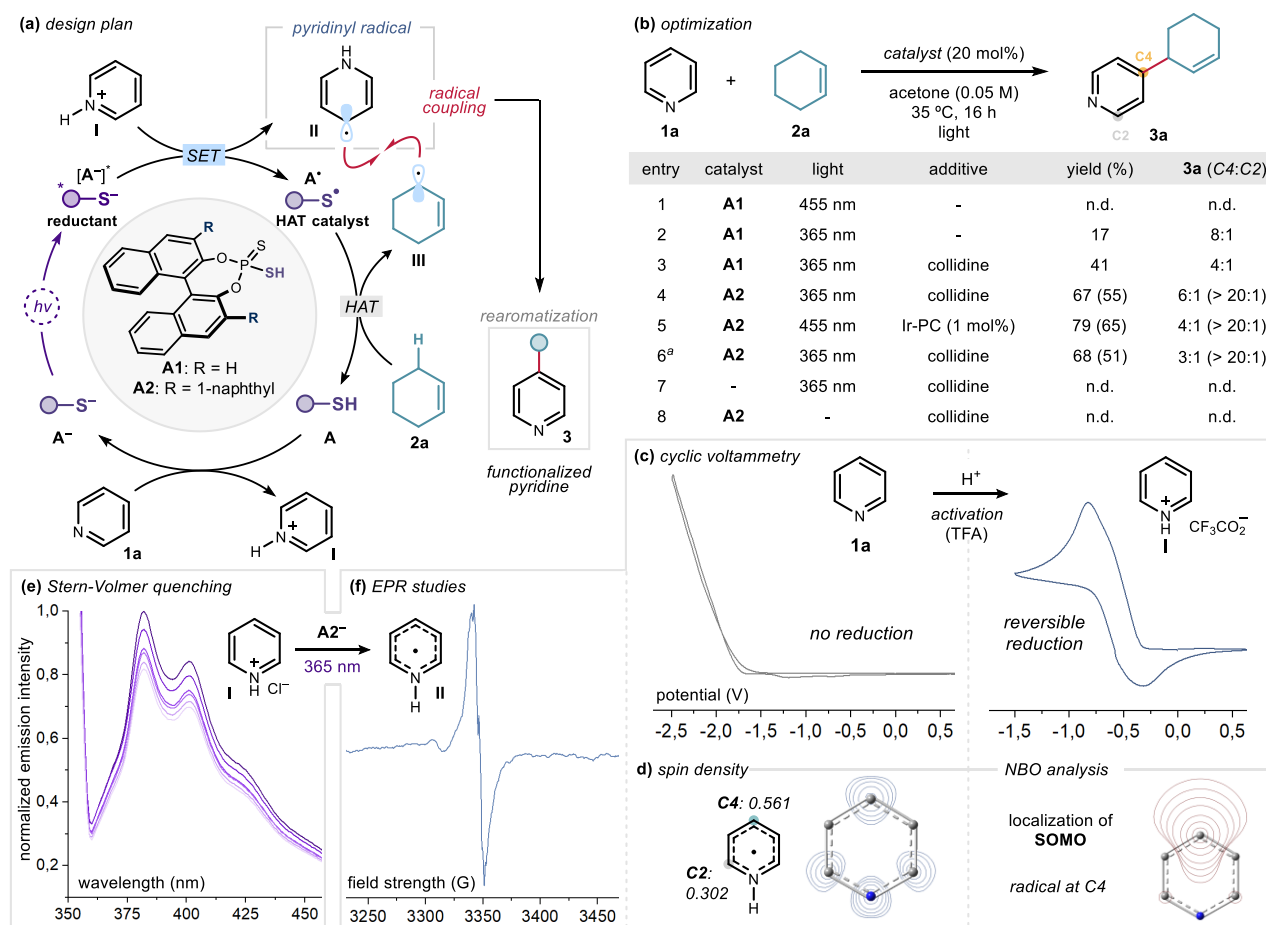 (a) design plan
pyridinyl radical
H
N
N
+
H
I
II
radical
coupling
SET
[A–]*
* S–
reductant
A•
S•
HAT catalyst
III
R
O
P
S
SH
O
R
A1: R = H
A2: R = 1-naphthyl
hv
HAT
H
rearomatization
S–
A–
SH
A
2a
N
3
functionalized
pyridine
N
1a
N
+
H
I
(b) optimization
N
1a
+
2a
catalyst (20 mol%)
acetone (0.05 M)
35 ºC, 16 h
light
C4
N
C2
3a
entry catalyst light additive yield (%) 3a (C4:C2)
1 A1 455 nm - n.d. n.d.
2 A1 365 nm - 17 8:1
3 A1 365 nm collidine 41 4:1
4 A2 365 nm collidine 67 (55) 6:1 (> 20:1)
5 A2 455 nm Ir-PC (1 mol%) 79 (65) 4:1 (> 20:1)
6a A2 365 nm collidine 68 (51) 3:1 (> 20:1)
7 - 365 nm collidine n.d. n.d.
8 A2 - collidine n.d. n.d.
(c) cyclic voltammetry
N
1a
H+
activation
(TFA)
+
N
H
I
CF3CO2–
no reduction
reversible
reduction
potential (V)
-2,5 -2,0 -1,5 -1,0 -0,5 0,0
-1,5 -1,0 -0,5 0,0 0,5
d) spin density
C4: 0.561
C2:
0.302
N
H
NBO analysis
localization of
SOMO
radical at C4
(e) Stern-Volmer quenching
normalized emission intensity
1,0
0,8
0,6
0,4
0,2
+
N
H
I
Cl–
A2–
365 nm
wavelength (nm)
350 375 400 425 450
(f) EPR studies
N
H
II
field strength (G)
3250 3300 3350 3400 3450